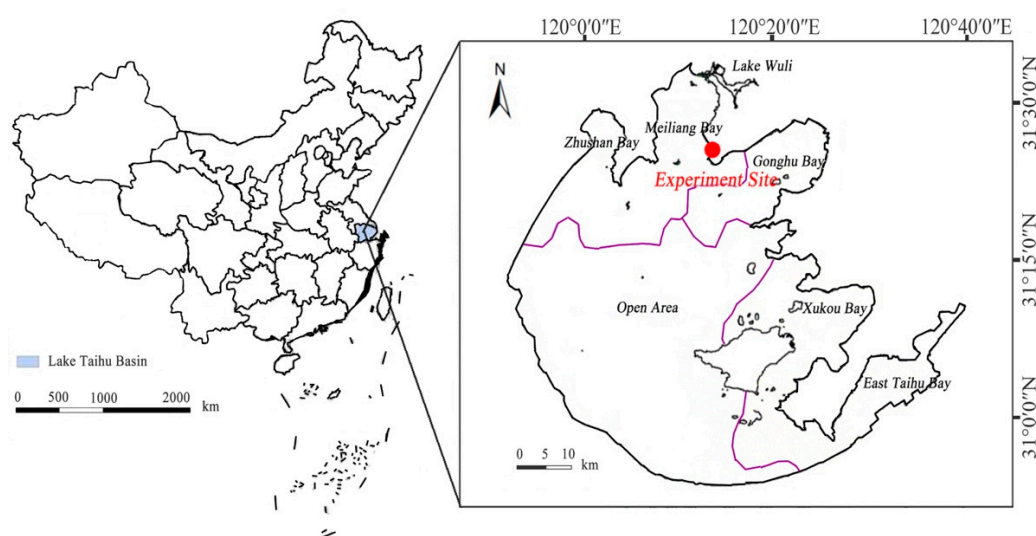 120°0′0″E
120°20′0″E
120°40′0″E
N
Lake Wuli
31°30′0″N
Zhushan Bay
Meiliang Bay
Gonghu Bay
Experiment Site
31°15′0″N
Open Area
Xukou Bay
Lake Taihu Basin
East Taihu Bay
0 500 1000 2000 km
31°0′0″N
0 5 10 km